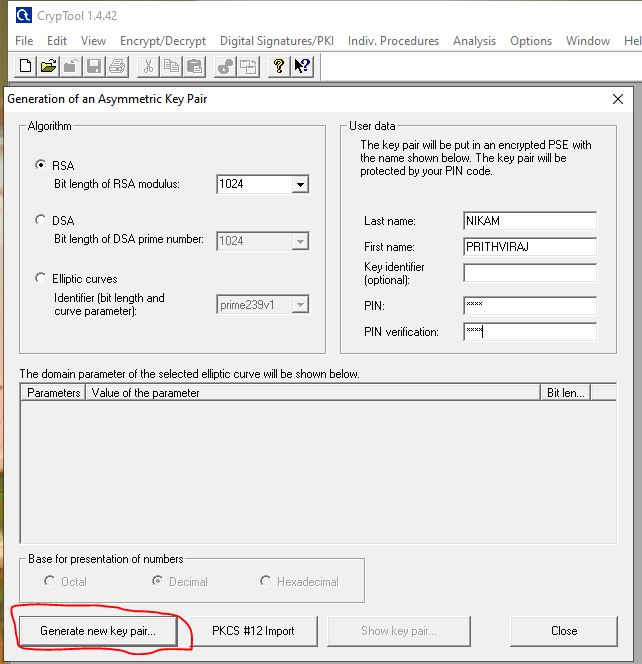 CrypTool 1.4.42
File Edit View Encrypt/Decrypt Digital Signatures/PKI Indiv. Procedures Analysis Options Window Hel
Generation of an Asymmetric Key Pair
Algorithm
RSA
Bit length of RSA modulus: 1024
DSA
Bit length of DSA prime number: 1024
Elliptic curves
Identifier (bit length and
curve parameter): prime239v1
User data
The key pair will be put in an encrypted PSE with
the name shown below. The key pair will be
protected by your PIN code.
Last name: NIKAM
First name: PRITHVIRAJ
Key identifier
(optional):
PIN: ****
PIN verification: ****
The domain parameter of the selected elliptic curve will be shown below.
Parameters Value of the parameter Bit len...
Base for presentation of numbers
Octal Decimal Hexadecimal
Generate new key pair... PKCS #12 Import Show key pair... Close